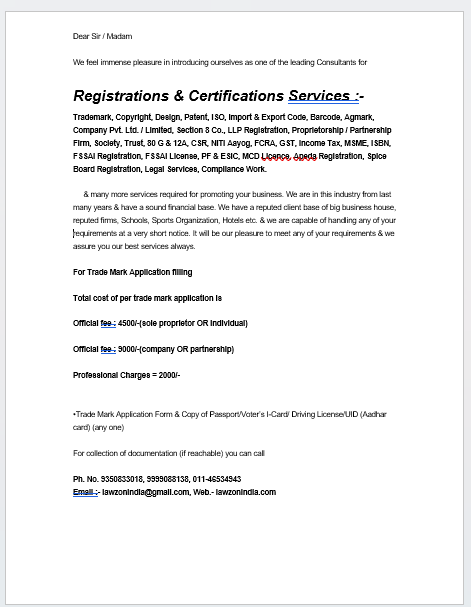 Dear Sir / Madam
We feel immense pleasure in introducing ourselves as one of the leading Consultants for
Registrations & Certifications Services :-
Trademark, Copyright, Design, Patent, ISO, Import & Export Code, Barcode, Agmark,
Company Pvt. Ltd. / Limited, Section 8 Co., LLP Registration, Proprietorship / Partnership
Firm, Society, Trust, 80 G & 12A, CSR, NITI Aayog, FCRA, GST, Income Tax, MSME, ISBN,
FSSAI Registration, FSSAI License, PF & ESIC, MCD Licence, Apeda Registration, Spice
Board Registration, Legal Services, Compliance Work.
& many more services required for promoting your business. We are in this industry from last
many years & have a sound financial base. We have a reputed client base of big business house,
reputed firms, Schools, Sports Organization, Hotels etc. & we are capable of handling any of your
requirements at a very short notice. It will be our pleasure to meet any of your requirements & we
assure you our best services always.
For Trade Mark Application filling
Total cost of per trade mark application is
Official fee : 4500/-(sole proprietor OR Individual)
Official fee : 9000/-(company OR partnership)
Professional Charges = 2000/-
•Trade Mark Application Form & Copy of Passport/Voter's I-Card/ Driving License/UID (Aadhar
card) (any one)
For collection of documentation (if reachable) you can call
Ph. No. 9350833018, 9999088138, 011-46534943
Email :- lawzonindia@gmail.com, Web.- lawzonindia.com